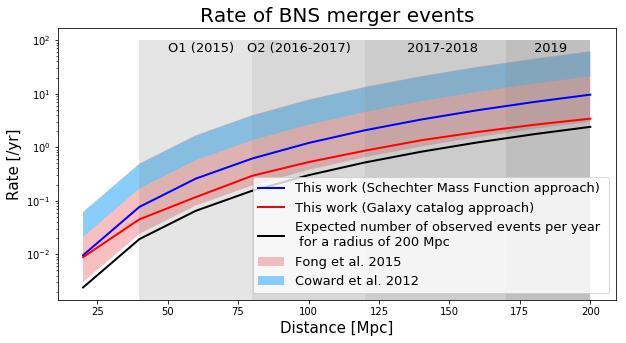 Rate of BNS merger events
O1 (2015) O2 (2016-2017) 2017-2018 2019
10²
10¹
10⁰
10⁻¹
10⁻²
Rate [/yr]
This work (Schechter Mass Function approach)
This work (Galaxy catalog approach)
Expected number of observed events per year
for a radius of 200 Mpc
Fong et al. 2015
Coward et al. 2012
25 50 75 100 125 150 175 200
Distance [Mpc]